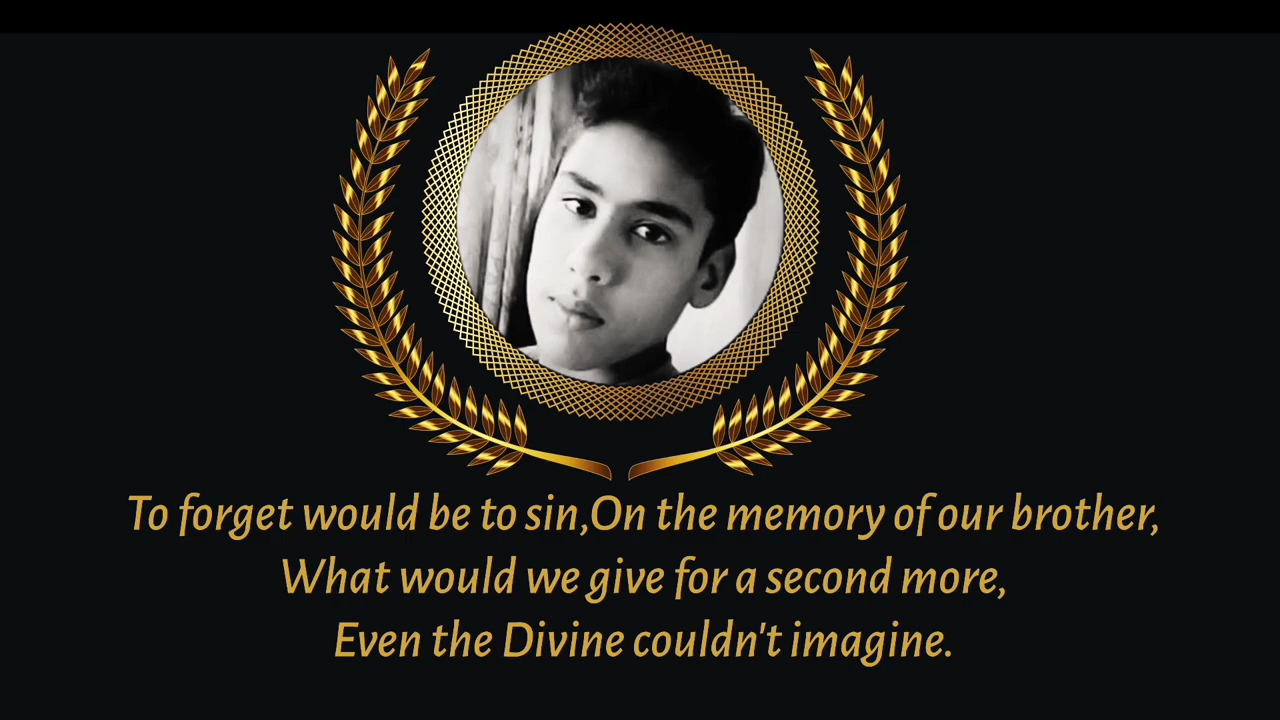 To forget would be to sin,On the memory of our brother,
What would we give for a second more,
Even the Divine couldn't imagine.